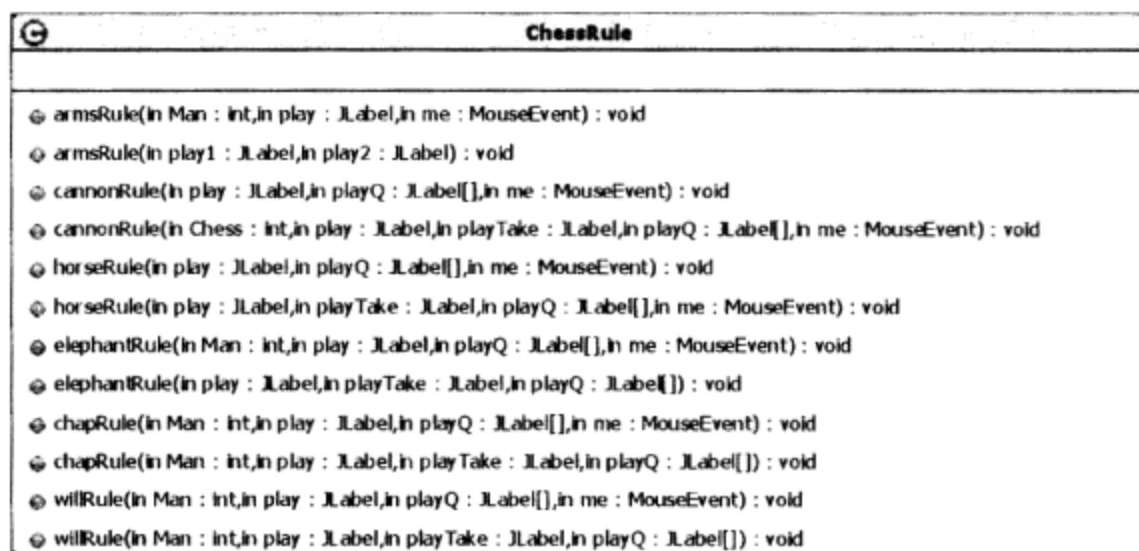 ChessRule
armsRule(in Man : int,in play : JLabel,in me : MouseEvent) : void
armsRule(in play1 : JLabel,in play2 : JLabel) : void
cannonRule(in play : JLabel,in playQ : JLabel[],in me : MouseEvent) : void
cannonRule(in Chess : int,in play : JLabel,in playTake : JLabel,in playQ : JLabel[],in me : MouseEvent) : void
horseRule(in play : JLabel,in playQ : JLabel[],in me : MouseEvent) : void
horseRule(in play : JLabel,in playTake : JLabel,in playQ : JLabel[],in me : MouseEvent) : void
elephantRule(in Man : int,in play : JLabel,in playQ : JLabel[],in me : MouseEvent) : void
elephantRule(in play : JLabel,in playTake : JLabel,in playQ : JLabel[]) : void
chapRule(in Man : int,in play : JLabel,in playQ : JLabel[],in me : MouseEvent) : void
chapRule(in Man : int,in play : JLabel,in playTake : JLabel,in playQ : JLabel[]) : void
willRule(in Man : int,in play : JLabel,in playQ : JLabel[],in me : MouseEvent) : void
willRule(in Man : int,in play : JLabel,in playTake : JLabel,in playQ : JLabel[]) : void